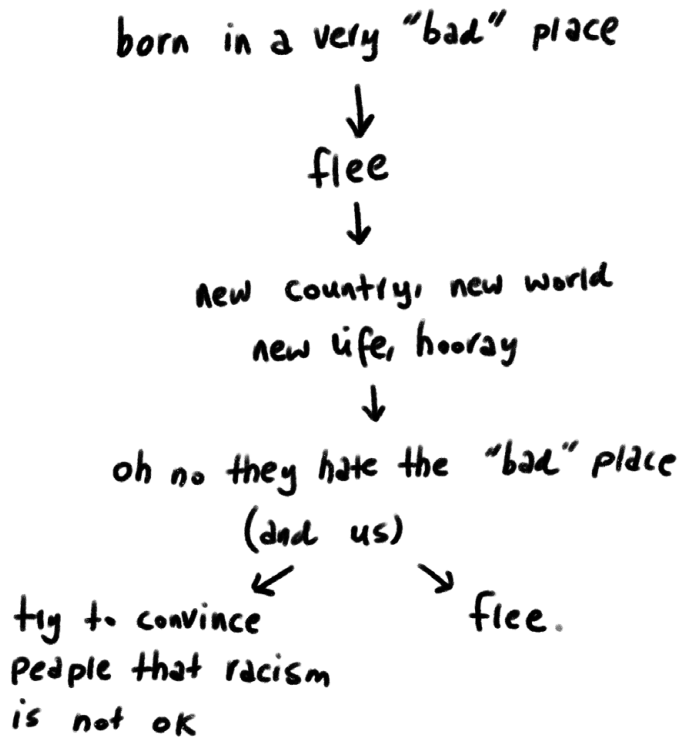 born in a very "bad" place
flee
new country, new world
new life, hooray
oh no they hate the "bad" place
(and us)
try to convince
people that racism
is not ok
flee.